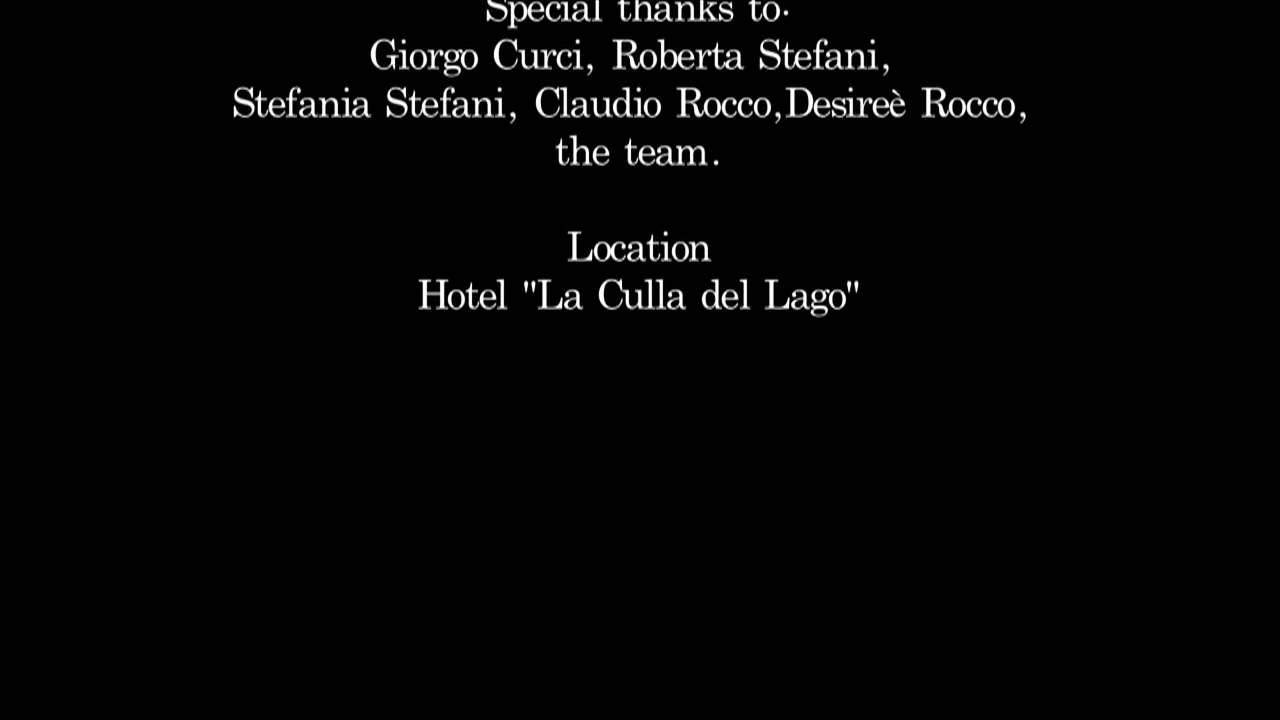 Special thanks to:
Giorgo Curci, Roberta Stefani,
Stefania Stefani, Claudio Rocco,Desireè Rocco,
the team.
Location
Hotel "La Culla del Lago"